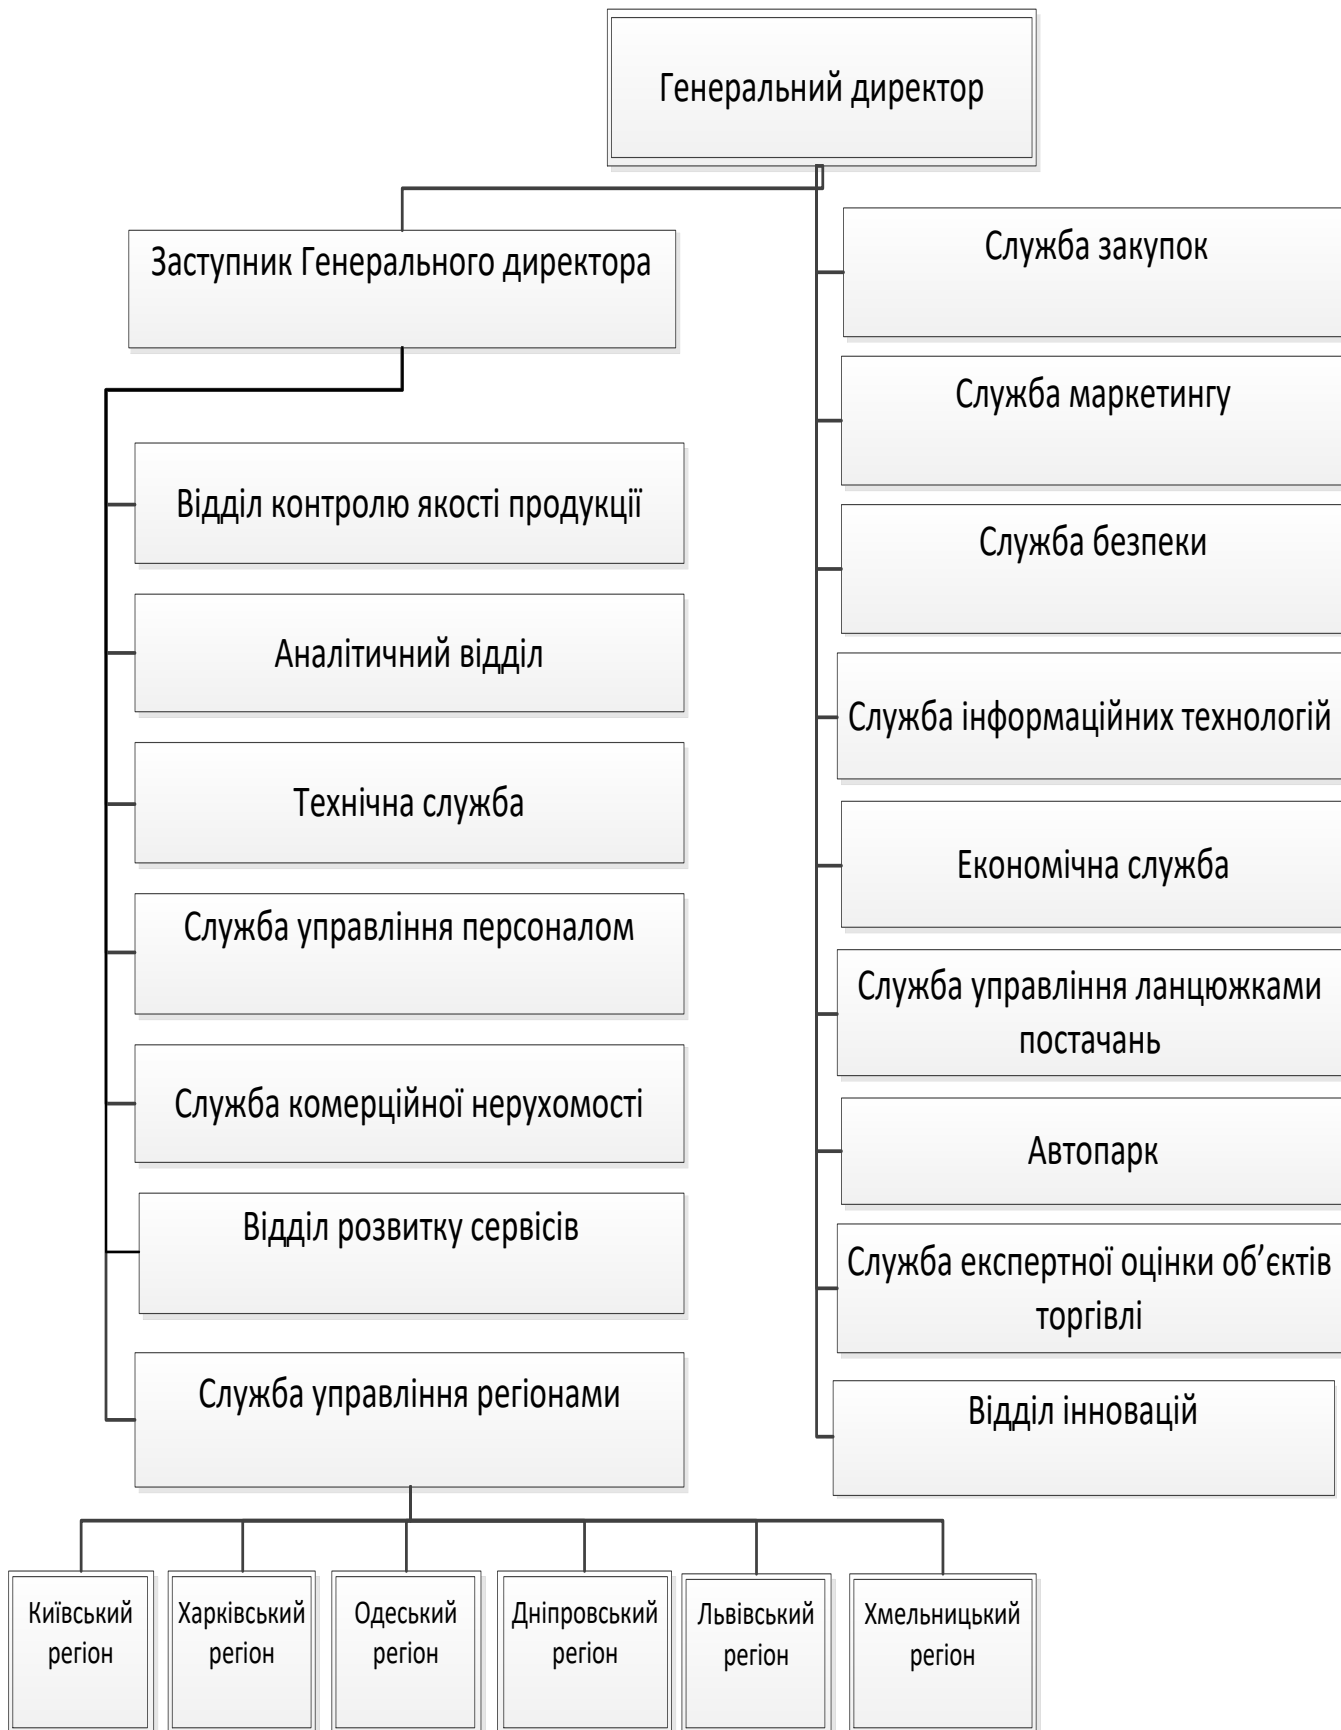 Генеральний директор
Заступник Генерального директора
Відділ контролю якості продукції
Аналітичний відділ
Технічна служба
Служба управління персоналом
Служба комерційної нерухомості
Відділ розвитку сервісів
Служба управління регіонами
Київський
регіон
Харківський
регіон
Одеський
регіон
Дніпровський
регіон
Львівський
регіон
Хмельницький
регіон
Служба закупок
Служба маркетингу
Служба безпеки
Служба інформаційних технологій
Економічна служба
Служба управління ланцюжками
постачань
Автопарк
Служба експертної оцінки об’єктів
торгівлі
Відділ інновацій